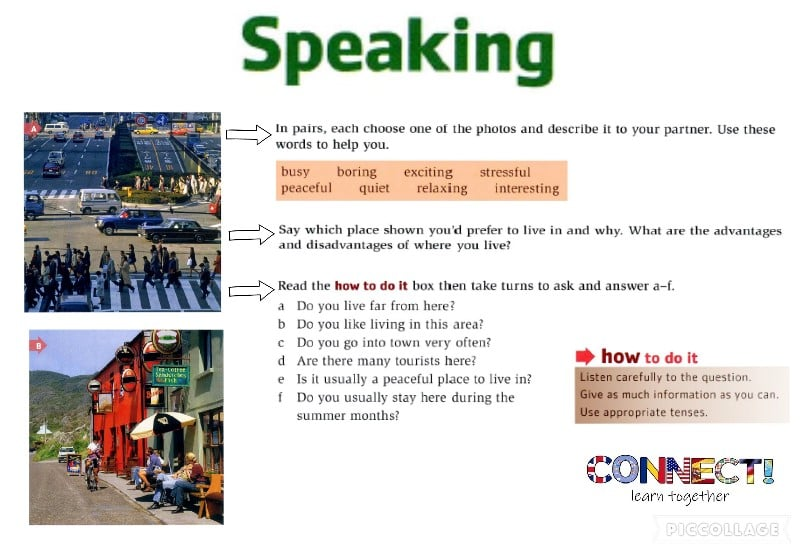 Speaking
A
In pairs, each choose one of the photos and describe it to your partner. Use these
words to help you.
busy boring exciting stressful
peaceful quiet relaxing interesting
Say which place shown you'd prefer to live in and why. What are the advantages
and disadvantages of where you live?
Read the how to do it box then take turns to ask and answer a–f.
a Do you live far from here?
b Do you like living in this area?
c Do you go into town very often?
d Are there many tourists here?
e Is it usually a peaceful place to live in?
f Do you usually stay here during the
summer months?
B
how to do it
Listen carefully to the question.
Give as much information as you can.
Use appropriate tenses.
CONNECT!
learn together
PICCOLLAGE